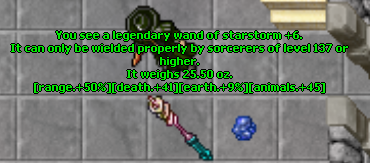 You see a legendary wand of starstorm +6.
It can only be wielded properly by sorcerers of level 137 or
higher.
It weighs 25.50 oz.
[range.+50%][death.+41][earth.+9%][animals.+45]